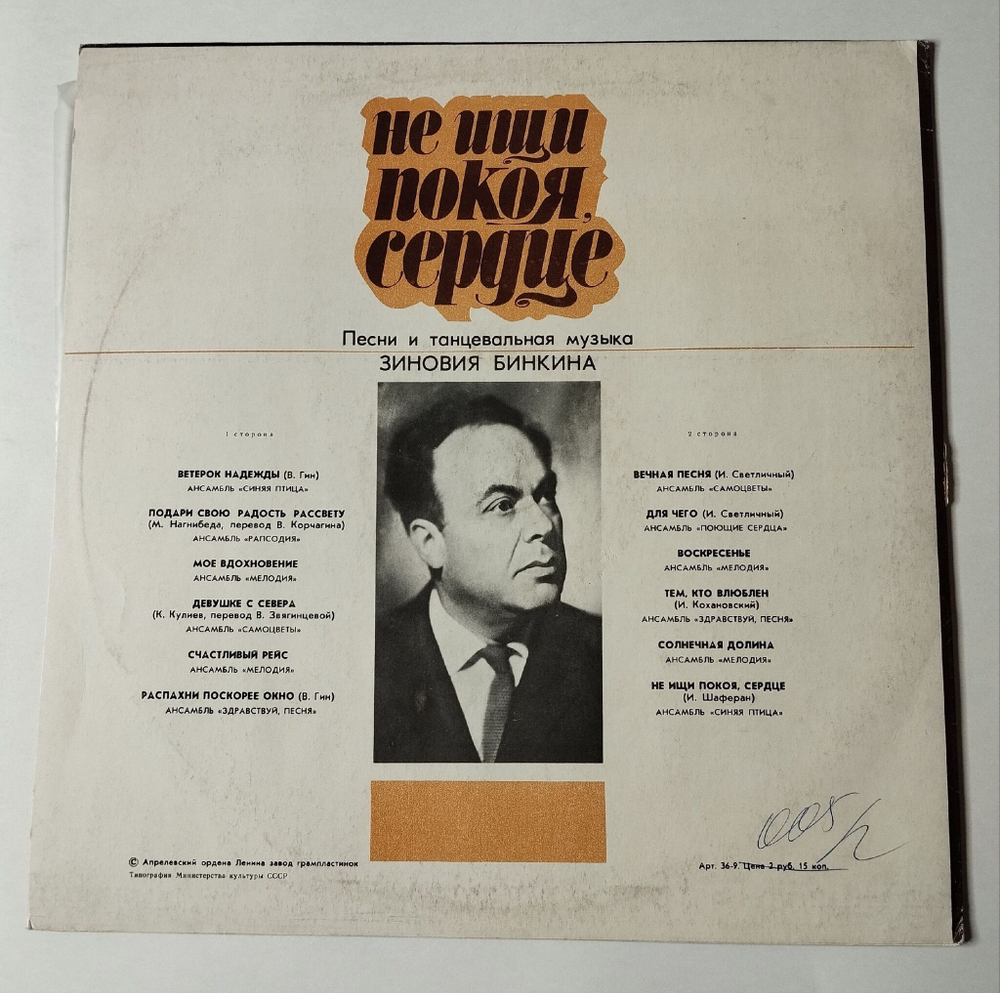 не ищи
покоя,
сердце
Песни и танцевальная музыка
ЗИНОВИЯ БИНКИНА
1 сторона
ВЕТЕРОК НАДЕЖДЫ (В. Гин)
АНСАМБЛЬ «СИНЯЯ ПТИЦА»
ПОДАРИ СВОЮ РАДОСТЬ РАССВЕТУ
(М. Нагнибеда, перевод В. Корчагина)
АНСАМБЛЬ «РАПСОДИЯ»
МОЕ ВДОХНОВЕНИЕ
АНСАМБЛЬ «МЕЛОДИЯ»
ДЕВУШКЕ С СЕВЕРА
(К. Кулиев, перевод В. Звягинцевой)
АНСАМБЛЬ «САМОЦВЕТЫ»
СЧАСТЛИВЫЙ РЕЙС
АНСАМБЛЬ «МЕЛОДИЯ»
РАСПАХНИ ПОСКОРЕЕ ОКНО (В. Гин)
АНСАМБЛЬ «ЗДРАВСТВУЙ, ПЕСНЯ»
2 сторона
ВЕЧНАЯ ПЕСНЯ (И. Светличный)
АНСАМБЛЬ «САМОЦВЕТЫ»
ДЛЯ ЧЕГО (И. Светличный)
АНСАМБЛЬ «ПОЮЩИЕ СЕРДЦА»
ВОСКРЕСЕНЬЕ
АНСАМБЛЬ «МЕЛОДИЯ»
ТЕМ, КТО ВЛЮБЛЕН
(И. Кохановский)
АНСАМБЛЬ «ЗДРАВСТВУЙ, ПЕСНЯ»
СОЛНЕЧНАЯ ДОЛИНА
АНСАМБЛЬ «МЕЛОДИЯ»
НЕ ИЩИ ПОКОЯ, СЕРДЦЕ
(И. Шаферан)
АНСАМБЛЬ «СИНЯЯ ПТИЦА»
© Апрелевский ордена Ленина завод грампластинок
Типография Министерства культуры СССР
Арт. 36-9. Цена 2 руб. 15 коп.